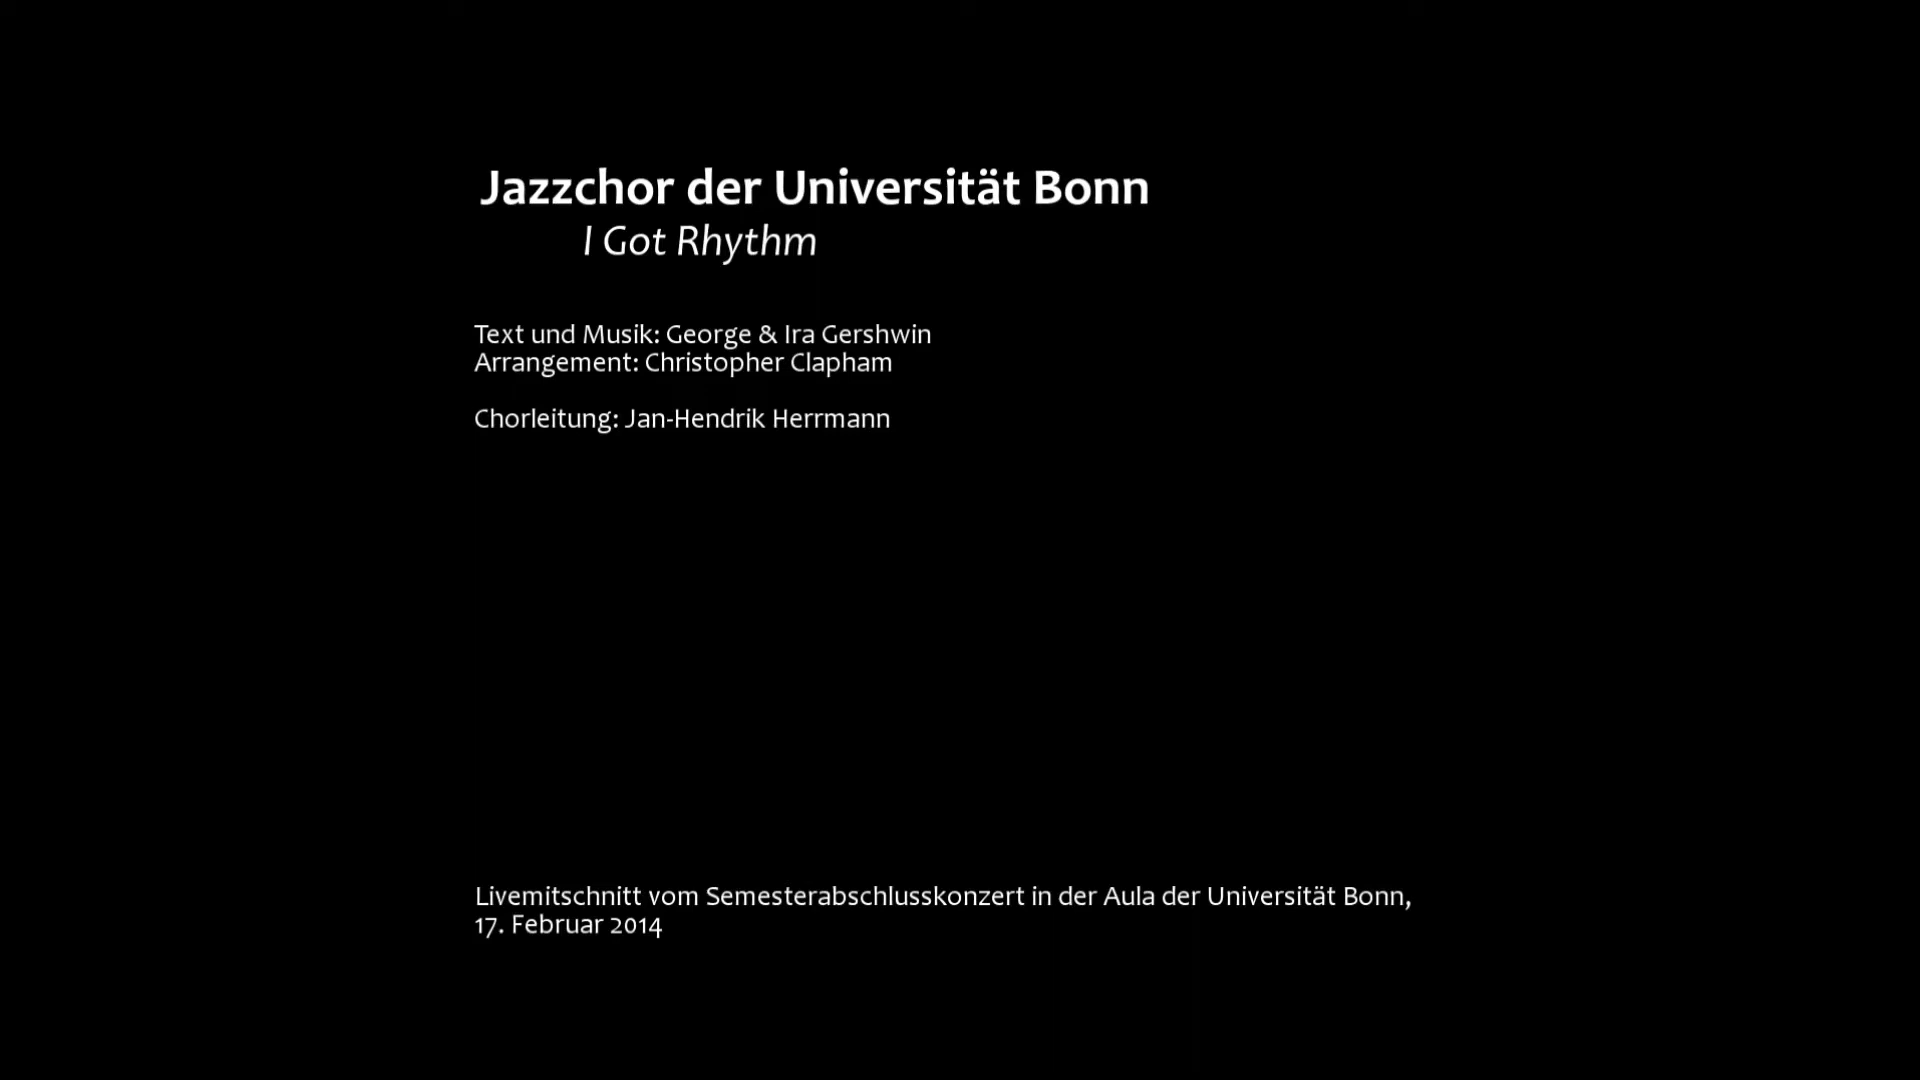 Jazzchor der Universität Bonn
I Got Rhythm
Text und Musik: George & Ira Gershwin
Arrangement: Christopher Clapham
Chorleitung: Jan-Hendrik Herrmann
Livemitschnitt vom Semesterabschlusskonzert in der Aula der Universität Bonn,
17. Februar 2014